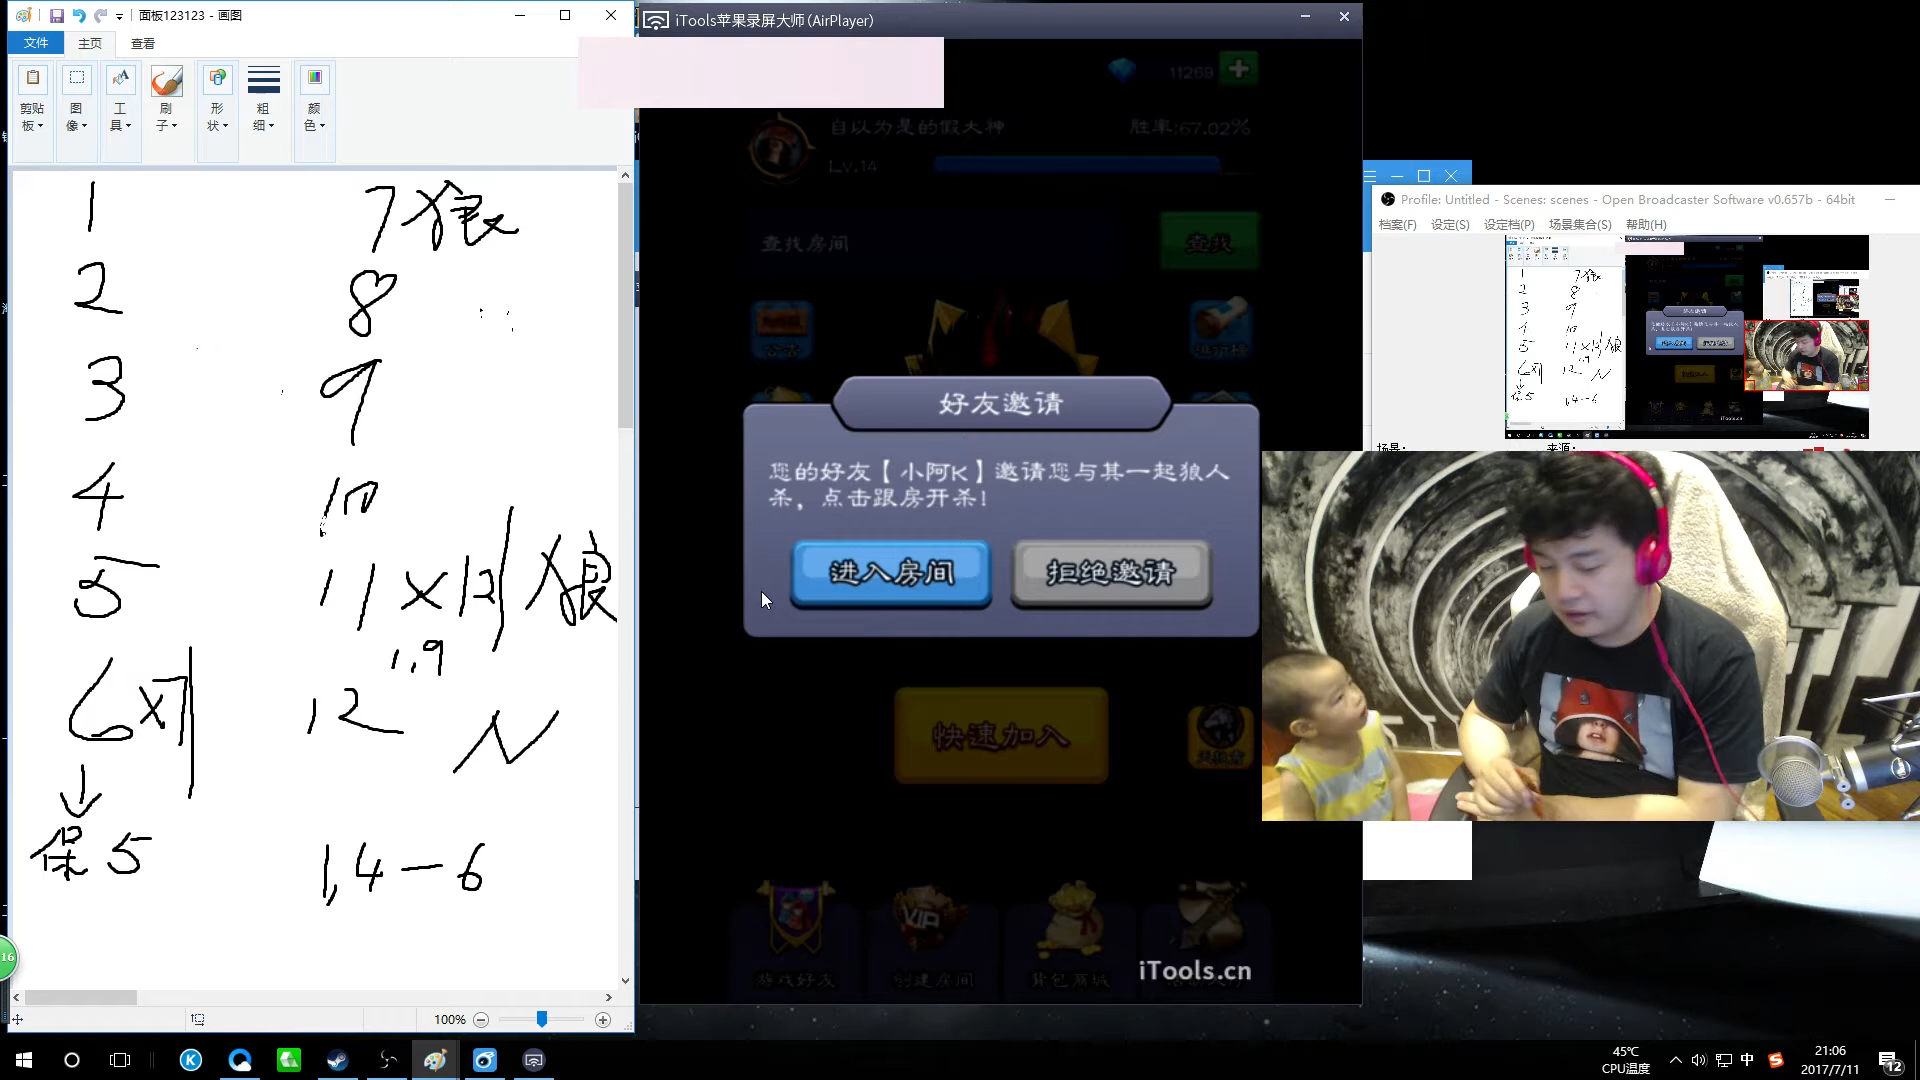 面板123123 - 画图
文件 主页 查看
剪贴板 图像 工具 刷子 形状 粗细 颜色
1
2
3
4
5
6刈
↓
保 5
7狼
8
9
10
11 × 12 狼
1,9
12 N
1,4—6
100%
iTools苹果录屏大师(AirPlayer)
11269
自以为是的假大神 胜率:67.02%
Lv.14
查找房间 查找
公告 排行榜
好友邀请
您的好友【小阿K】邀请您与其一起狼人
杀，点击跟房开杀!
进入房间 拒绝邀请
快速加入
VIP
游戏好友 创建房间 背包商城
iTools.cn
Profile: Untitled - Scenes: scenes - Open Broadcaster Software v0.657b - 64bit
档案(F) 设定(S) 设定档(P) 场景集合(S) 帮助(H)
场景: 来源:
16
45℃
CPU温度
中
21:06
2017/7/11
12